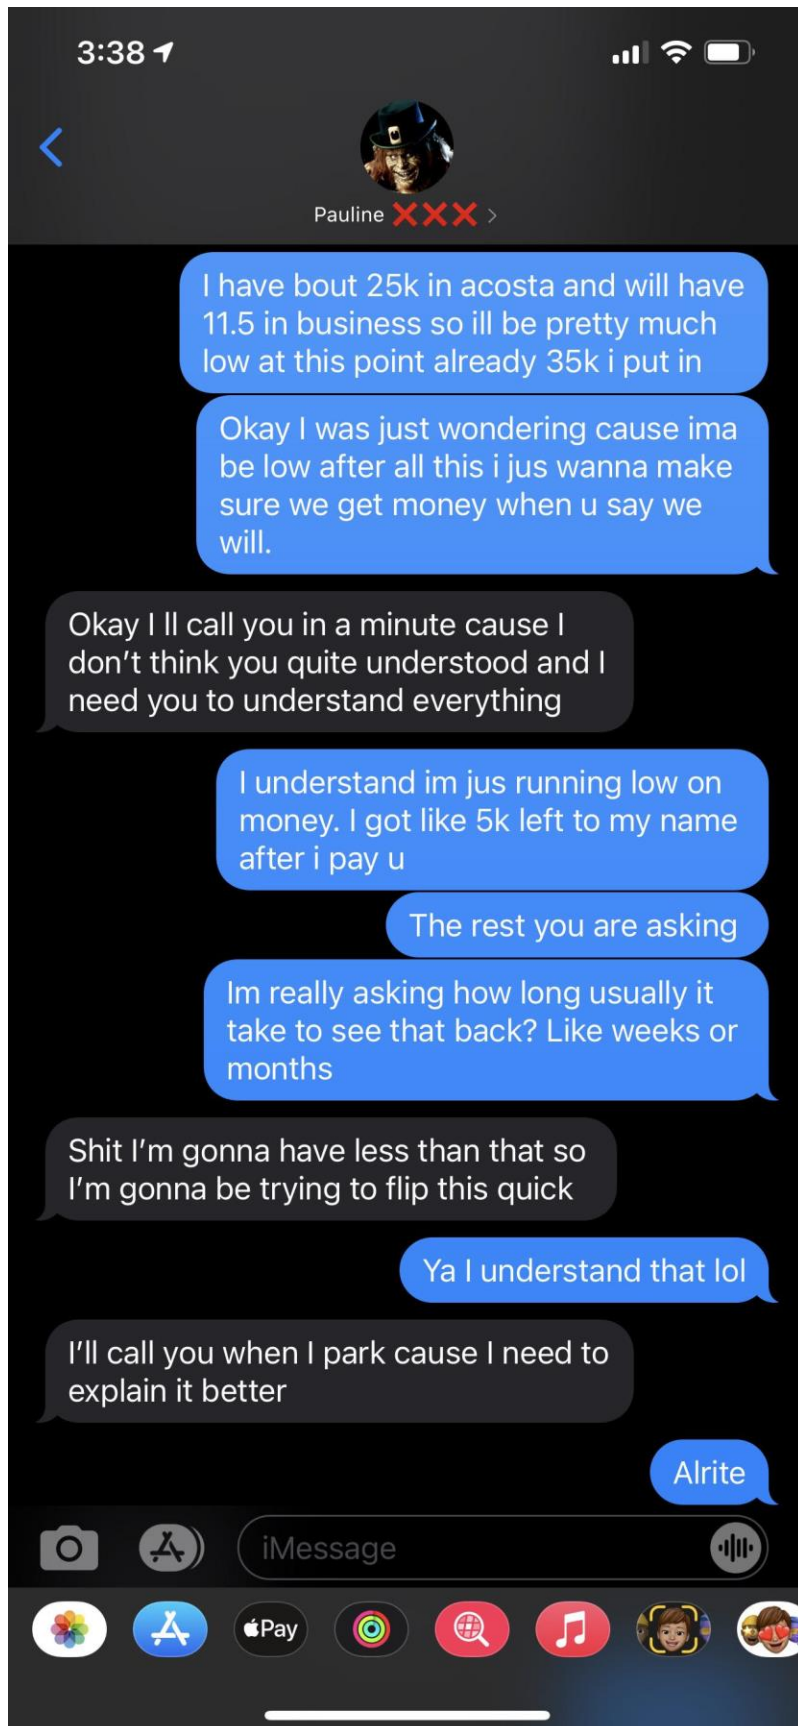 3:38
Pauline ❌❌❌ >
I have bout 25k in acosta and will have
11.5 in business so ill be pretty much
low at this point already 35k i put in
Okay I was just wondering cause ima
be low after all this i jus wanna make
sure we get money when u say we
will.
Okay I ll call you in a minute cause I
don’t think you quite understood and I
need you to understand everything
I understand im jus running low on
money. I got like 5k left to my name
after i pay u
The rest you are asking
Im really asking how long usually it
take to see that back? Like weeks or
months
Shit I’m gonna have less than that so
I’m gonna be trying to flip this quick
Ya I understand that lol
I’ll call you when I park cause I need to
explain it better
Alrite
iMessage
Pay